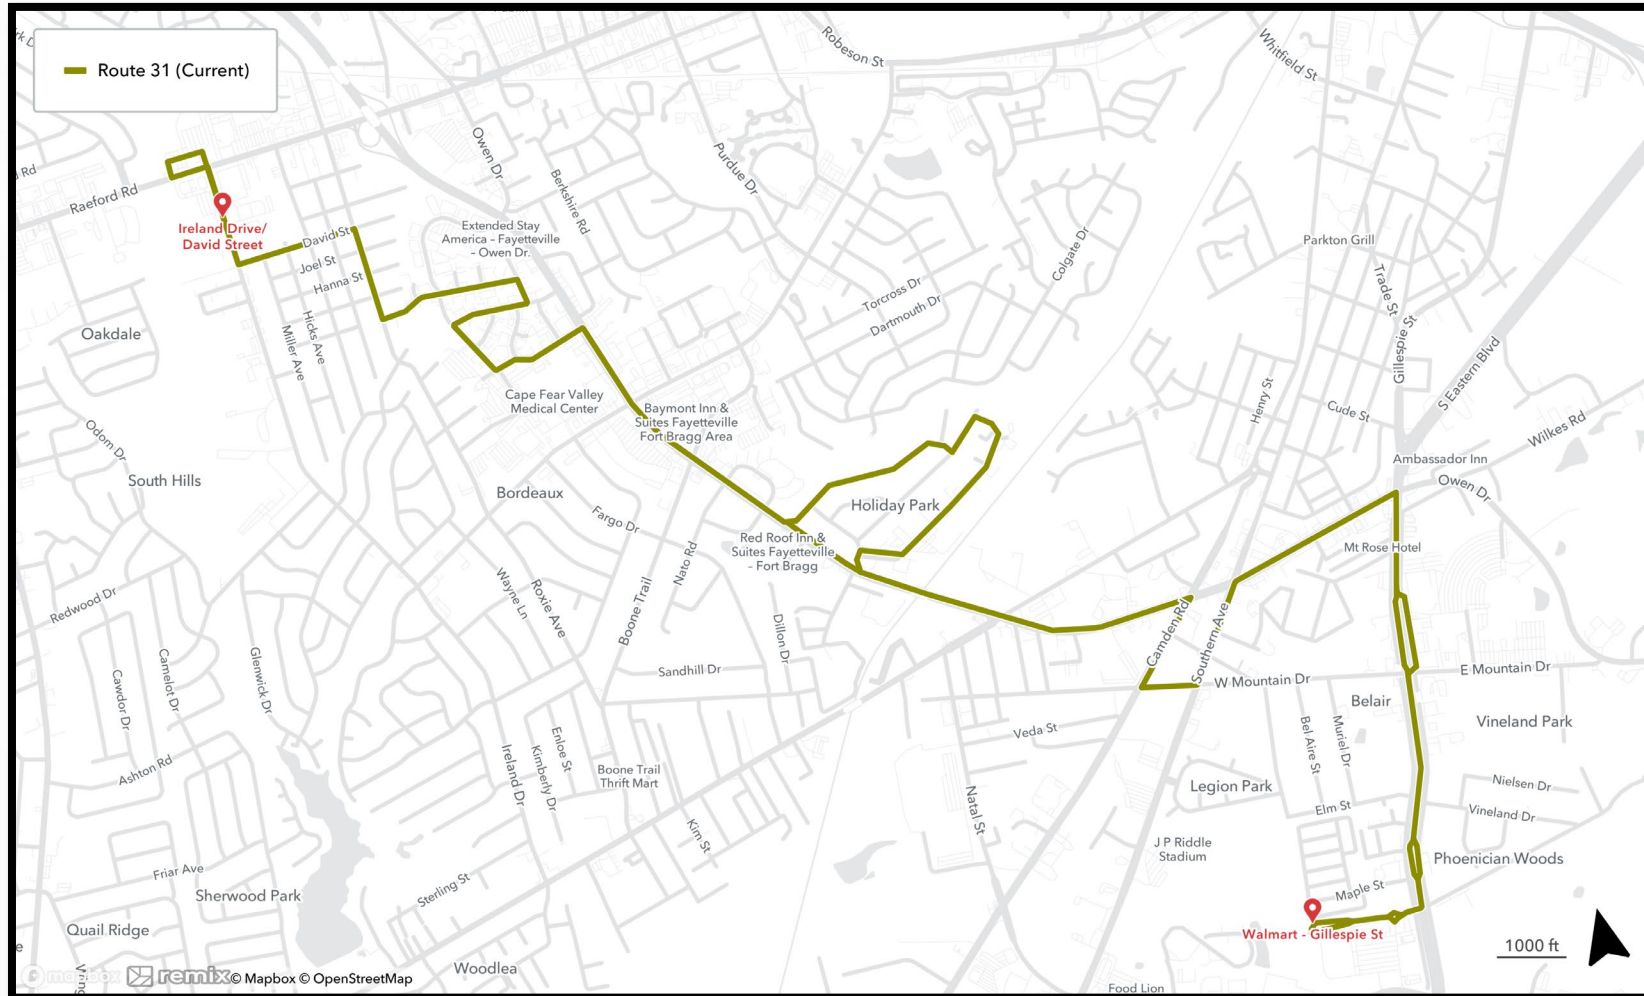 Route 31 (Current)
Robeson St
Whitfield St
Rd
Raeford Rd
Owen Dr
Berkshire Rd
Purdue Dr
Ireland Drive/
David Street
David St
Joel St
Hanna St
Extended Stay
America - Fayetteville
- Owen Dr.
Colgate Dr
Parkton Grill
Trade St
Torcross Dr
Dartmouth Dr
Oakdale
Miller Ave
Hicks Ave
Gillespie St
S Eastern Blvd
Cape Fear Valley
Medical Center
Baymont Inn &
Suites Fayetteville
Fort Bragg Area
Henry St
Cude St
Wilkes Rd
Odom Dr
South Hills
Bordeaux
Fargo Dr
Holiday Park
Ambassador Inn
Owen Dr
Red Roof Inn &
Suites Fayetteville
- Fort Bragg
Nato Rd
Mt Rose Hotel
Redwood Dr
Wayne Ln
Roxie Ave
Boone Trail
Dillon Dr
Camden Rd
Southern Ave
Cawdor Dr
Camelot Dr
Glenwick Dr
Sandhill Dr
W Mountain Dr
E Mountain Dr
Belair
Vineland Park
Veda St
Bel Aire St
Muriel Dr
Ashton Rd
Ireland Dr
Kimberly Dr
Enloe St
Boone Trail
Thrift Mart
Natal St
Legion Park
Nielsen Dr
Elm St
Vineland Dr
Kim St
J P Riddle
Stadium
Phoenician Woods
Friar Ave
Sherwood Park
Sterling St
Maple St
Quail Ridge
Walmart - Gillespie St
1000 ft
Woodlea
mapbox remix © Mapbox © OpenStreetMap
Food Lion